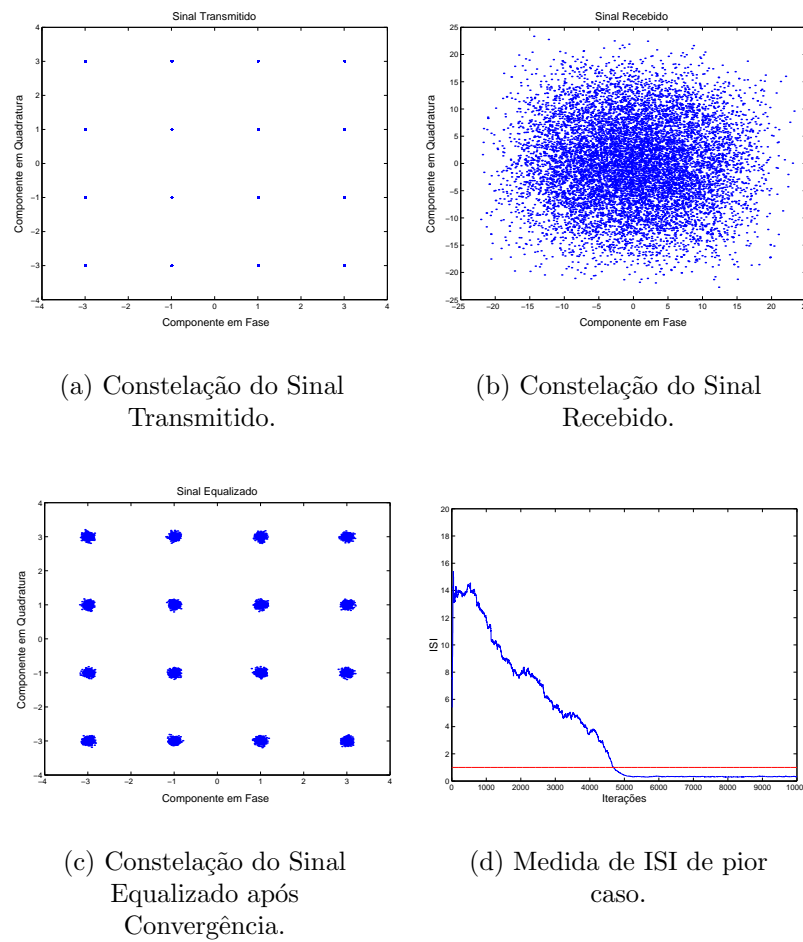 Sinal Transmitido
4
3
2
1
0
−1
−2
−3
−4
−4 −3 −2 −1 0 1 2 3 4
Componente em Quadratura
Componente em Fase
(a) Constelação do Sinal
Transmitido.
Sinal Recebido
25
20
15
10
5
0
−5
−10
−15
−20
−25
−25 −20 −15 −10 −5 0 5 10 15 20 25
Componente em Quadratura
Componente em Fase
(b) Constelação do Sinal
Recebido.
Sinal Equalizado
4
3
2
1
0
−1
−2
−3
−4
−4 −3 −2 −1 0 1 2 3 4
Componente em Quadratura
Componente em Fase
(c) Constelação do Sinal
Equalizado após
Convergência.
20
18
16
14
12
10
8
6
4
2
0
0 1000 2000 3000 4000 5000 6000 7000 8000 9000 10000
ISI
Iterações
(d) Medida de ISI de pior
caso.